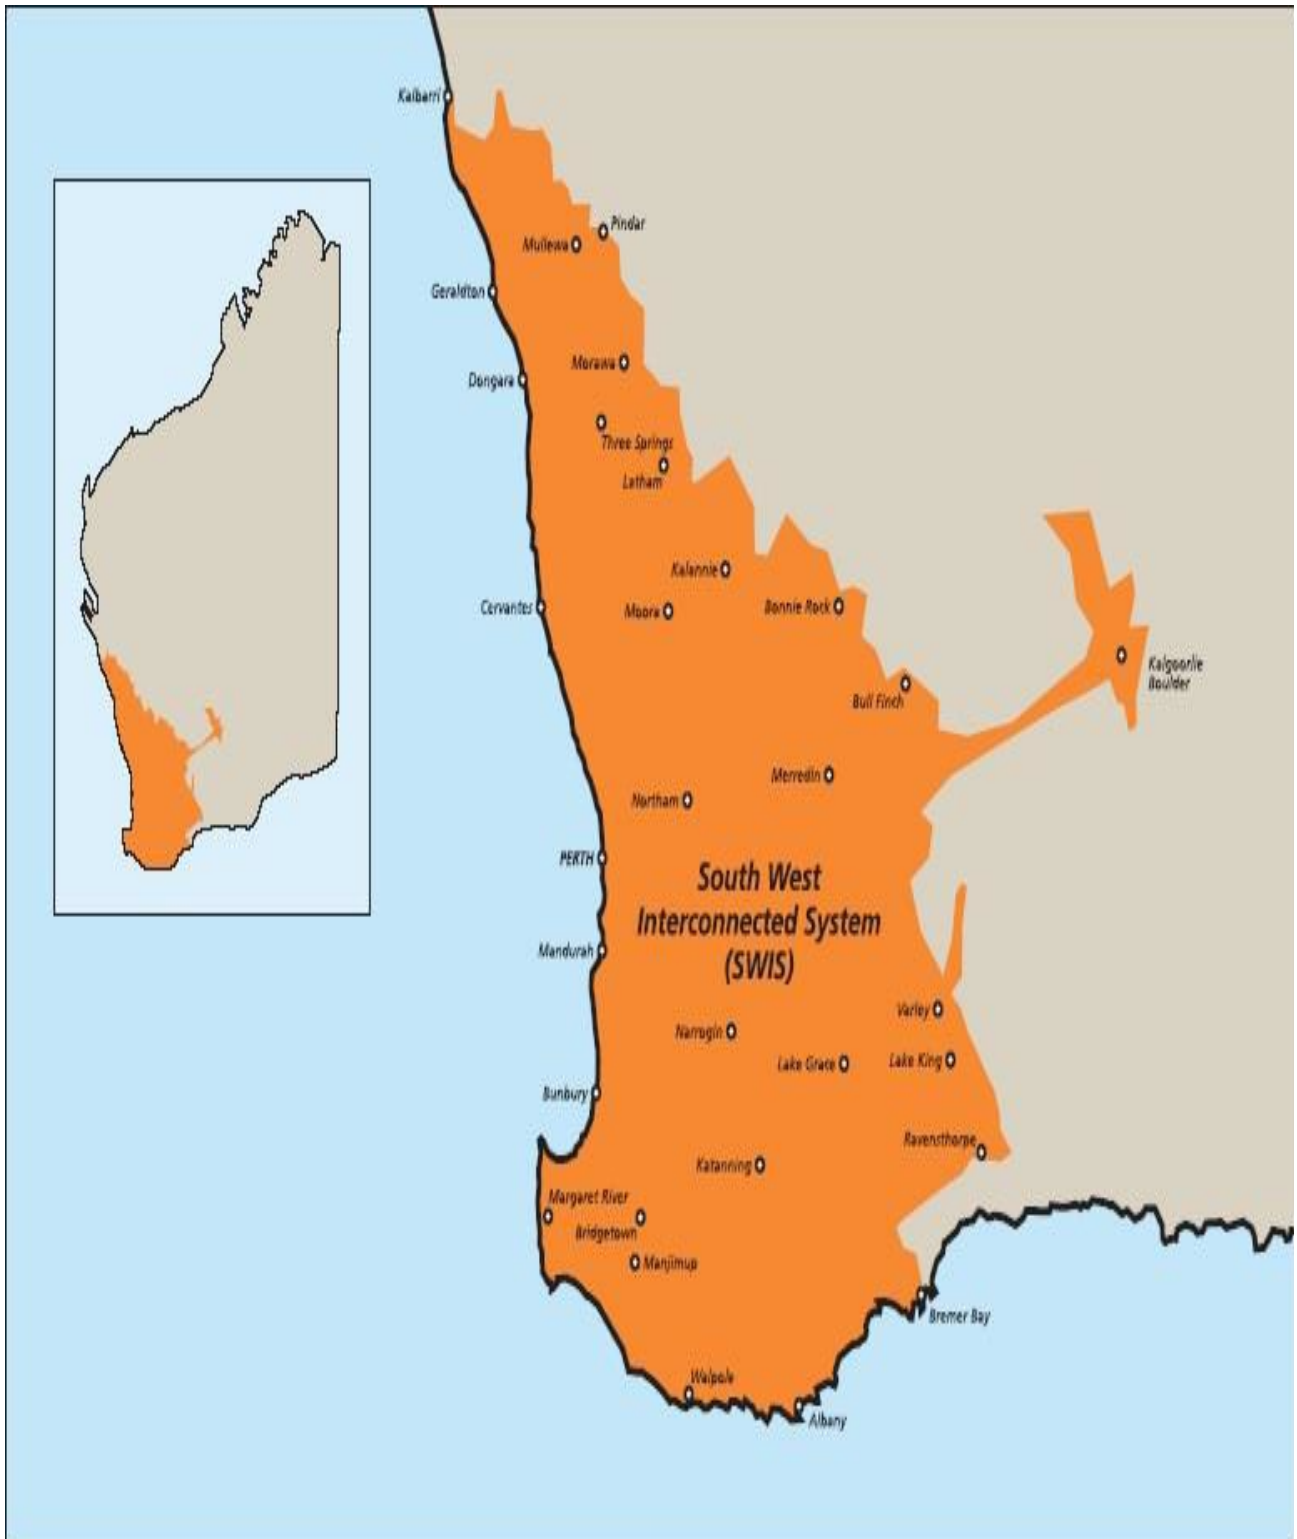 Kalbarri
Pindar
Mullewa
Geraldton
Morawa
Dongara
Three Springs
Latham
Kalannie
Cervantes
Moora
Bonnie Rock
Kalgoorlie
Boulder
Bull Finch
Merredin
Northam
PERTH
South West
Interconnected System
(SWIS)
Mandurah
Varley
Narrogin
Lake Grace
Lake King
Bunbury
Ravensthorpe
Katanning
Margaret River
Bridgetown
Manjimup
Bremer Bay
Walpole
Albany